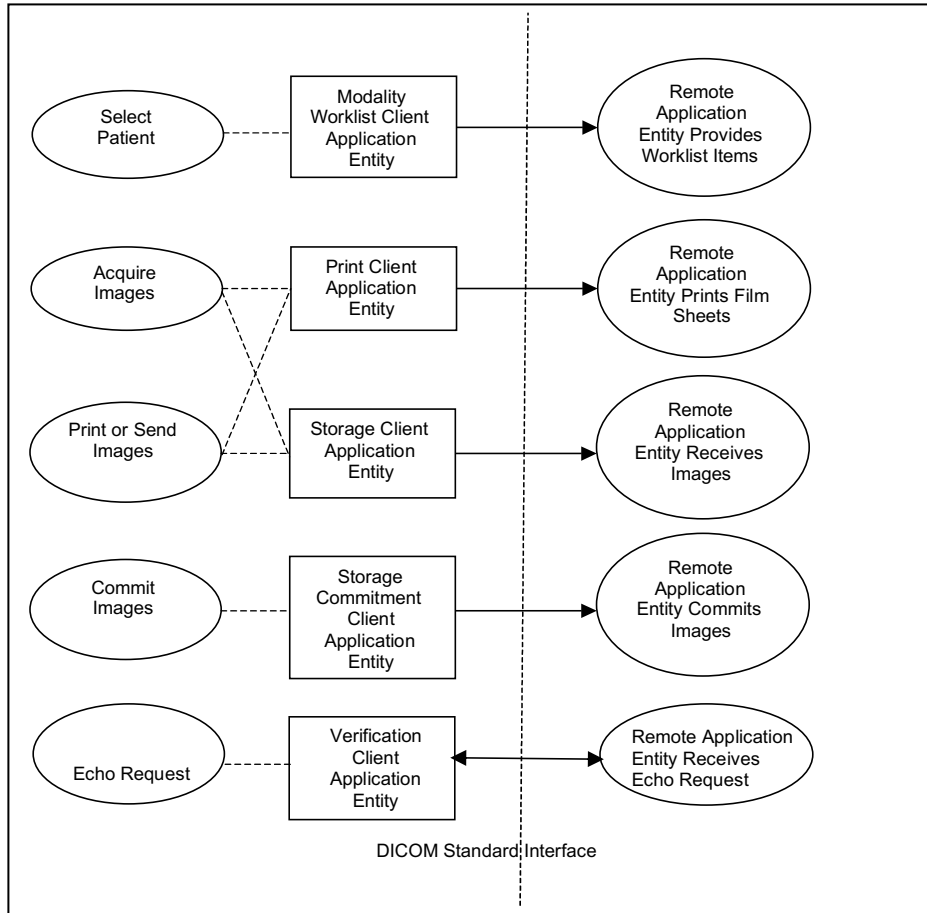 Select
Patient
Modality
Worklist Client
Application
Entity
Remote
Application
Entity Provides
Worklist Items
Acquire
Images
Print Client
Application
Entity
Remote
Application
Entity Prints Film
Sheets
Print or Send
Images
Storage Client
Application
Entity
Remote
Application
Entity Receives
Images
Commit
Images
Storage
Commitment
Client
Application
Entity
Remote
Application
Entity Commits
Images
Echo Request
Verification
Client
Application
Entity
Remote Application
Entity Receives
Echo Request
DICOM Standard Interface